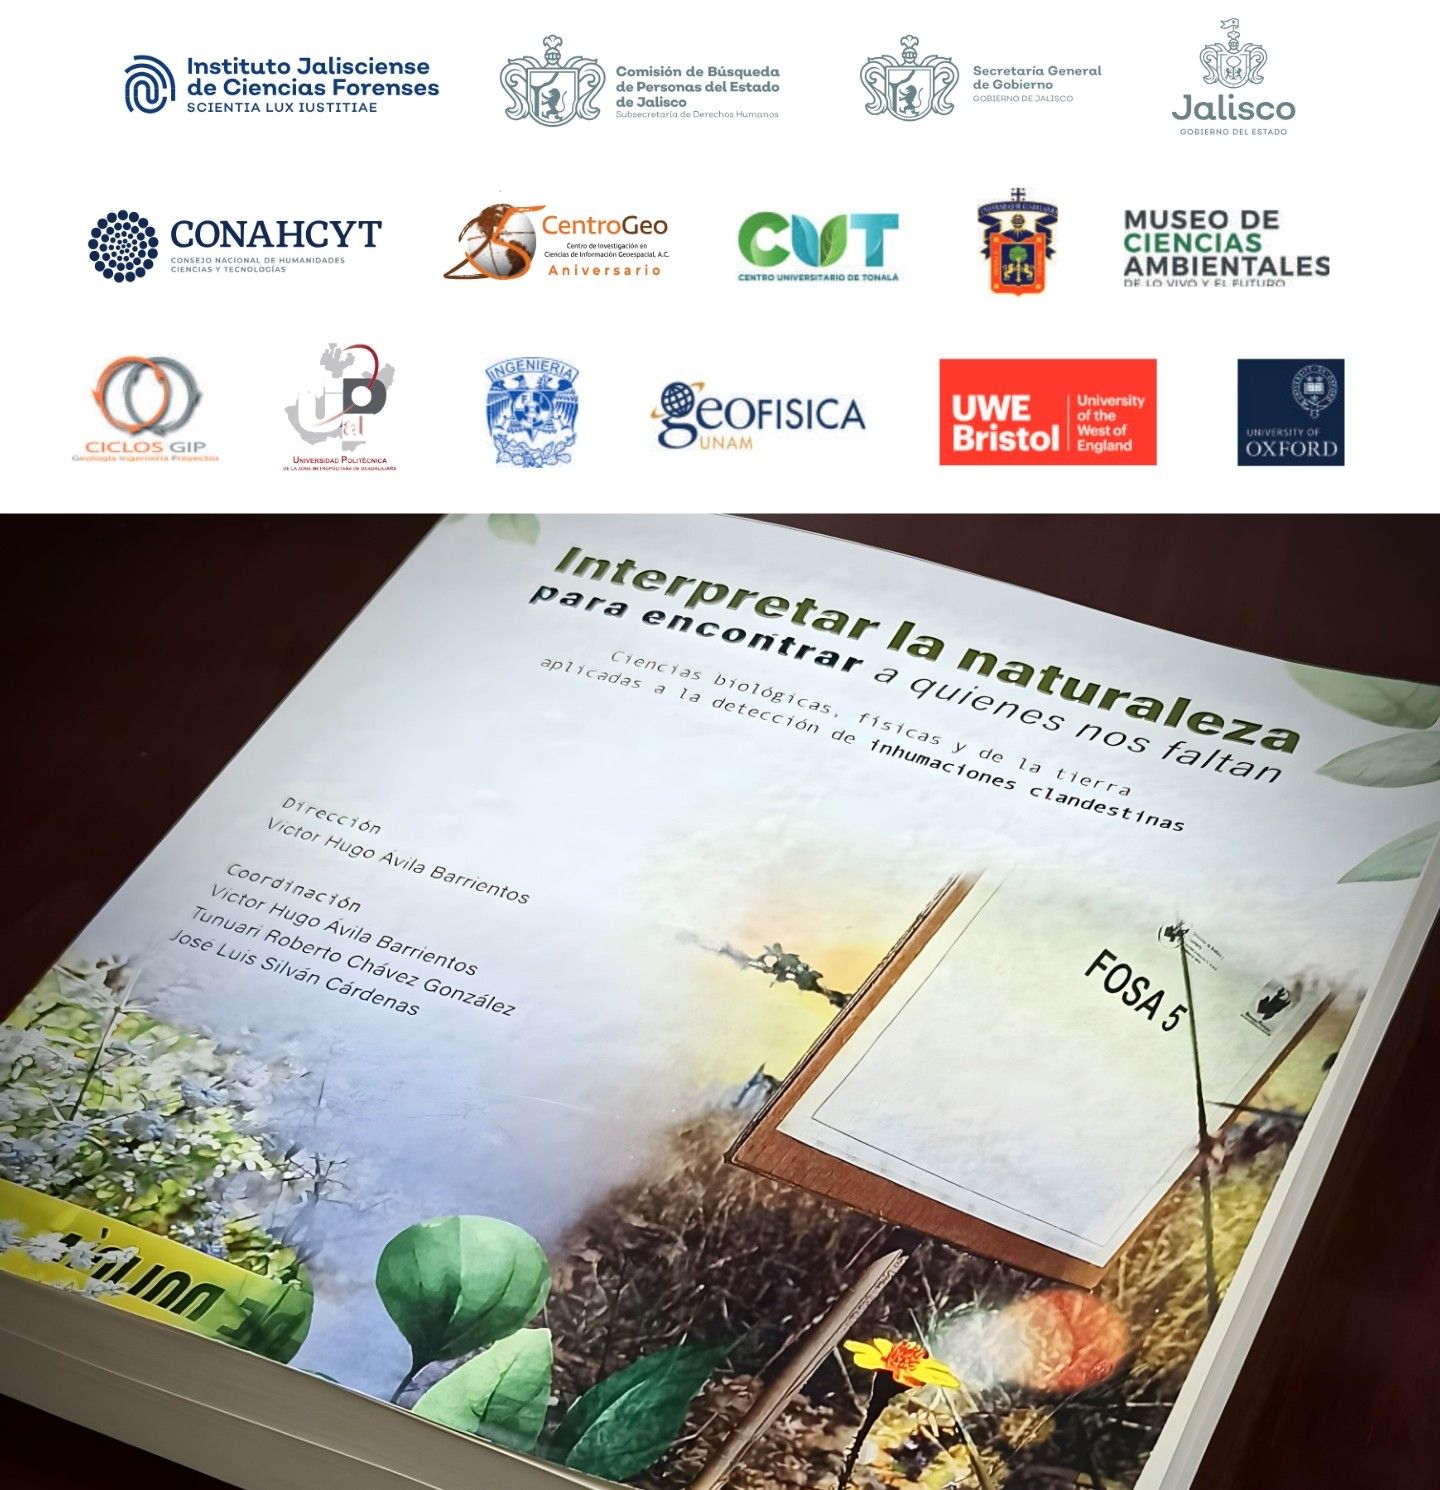 Instituto Jalisciense
de Ciencias Forenses
SCIENTIA LUX IUSTITIAE
Comisión de Búsqueda
de Personas del Estado
de Jalisco
Subsecretaría de Derechos Humanos
Secretaría General
de Gobierno
GOBIERNO DE JALISCO
Jalisco
GOBIERNO DEL ESTADO
CONAHCYT
CONSEJO NACIONAL DE HUMANIDADES
CIENCIAS Y TECNOLOGÍAS
25
CentroGeo
Centro de Investigación en
Ciencias de Información Geoespacial, A.C.
Aniversario
CUT
CENTRO UNIVERSITARIO DE TONALÁ
MUSEO DE
CIENCIAS
AMBIENTALES
DE LO VIVO Y EL FUTURO
CICLOS GIP
Geología Ingeniería Proyectos
UNIVERSIDAD POLITÉCNICA
DE LA ZONA METROPOLITANA DE GUADALAJARA
INGENIERIA
geOFISICA
UNAM
UWE
Bristol
University
of the
West of
England
UNIVERSITY OF
OXFORD
Interpretar la naturaleza
para encontrar a quienes nos faltan
Ciencias biológicas, físicas y de la tierra
aplicadas a la detección de inhumaciones clandestinas
Dirección
Víctor Hugo Ávila Barrientos
Coordinación
Víctor Hugo Ávila Barrientos
Tunuari Roberto Chávez González
José Luis Silván Cárdenas
FOSA 5